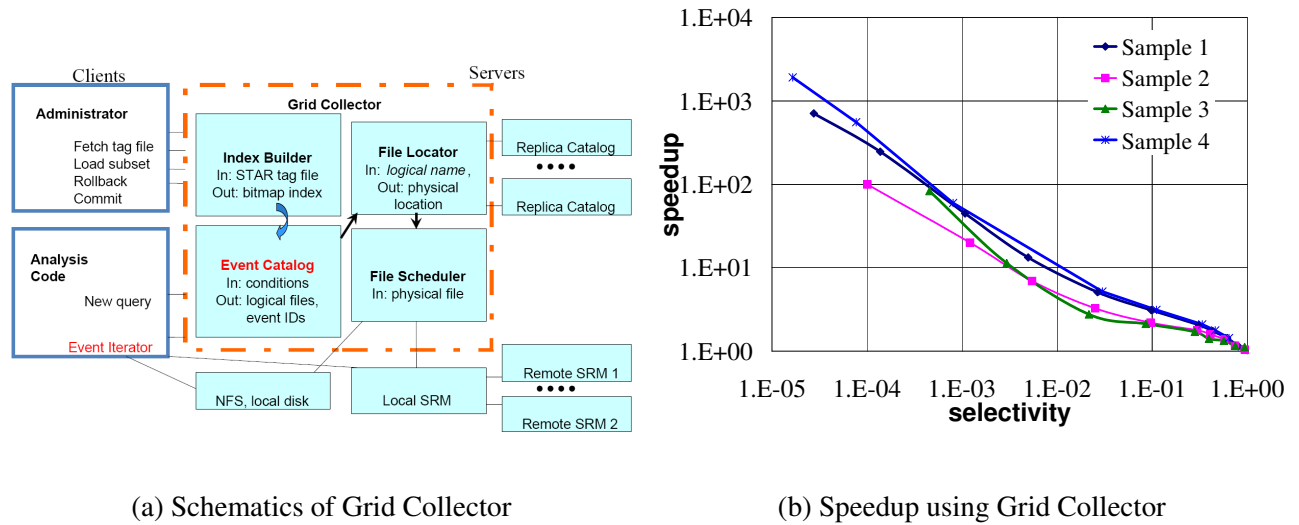 Clients
Servers
Administrator
Fetch tag file
Load subset
Rollback
Commit
Analysis
Code
New query
Event Iterator
Grid Collector
Index Builder
In: STAR tag file
Out: bitmap index
Event Catalog
In: conditions
Out: logical files,
event IDs
File Locator
In: logical name,
Out: physical
location
File Scheduler
In: physical file
Replica Catalog
Replica Catalog
NFS, local disk
Local SRM
Remote SRM 1
Remote SRM 2
(a) Schematics of Grid Collector
1.E+04
1.E+03
1.E+02
1.E+01
1.E+00
speedup
Sample 1
Sample 2
Sample 3
Sample 4
1.E-05 1.E-04 1.E-03 1.E-02 1.E-01 1.E+00
selectivity
(b) Speedup using Grid Collector